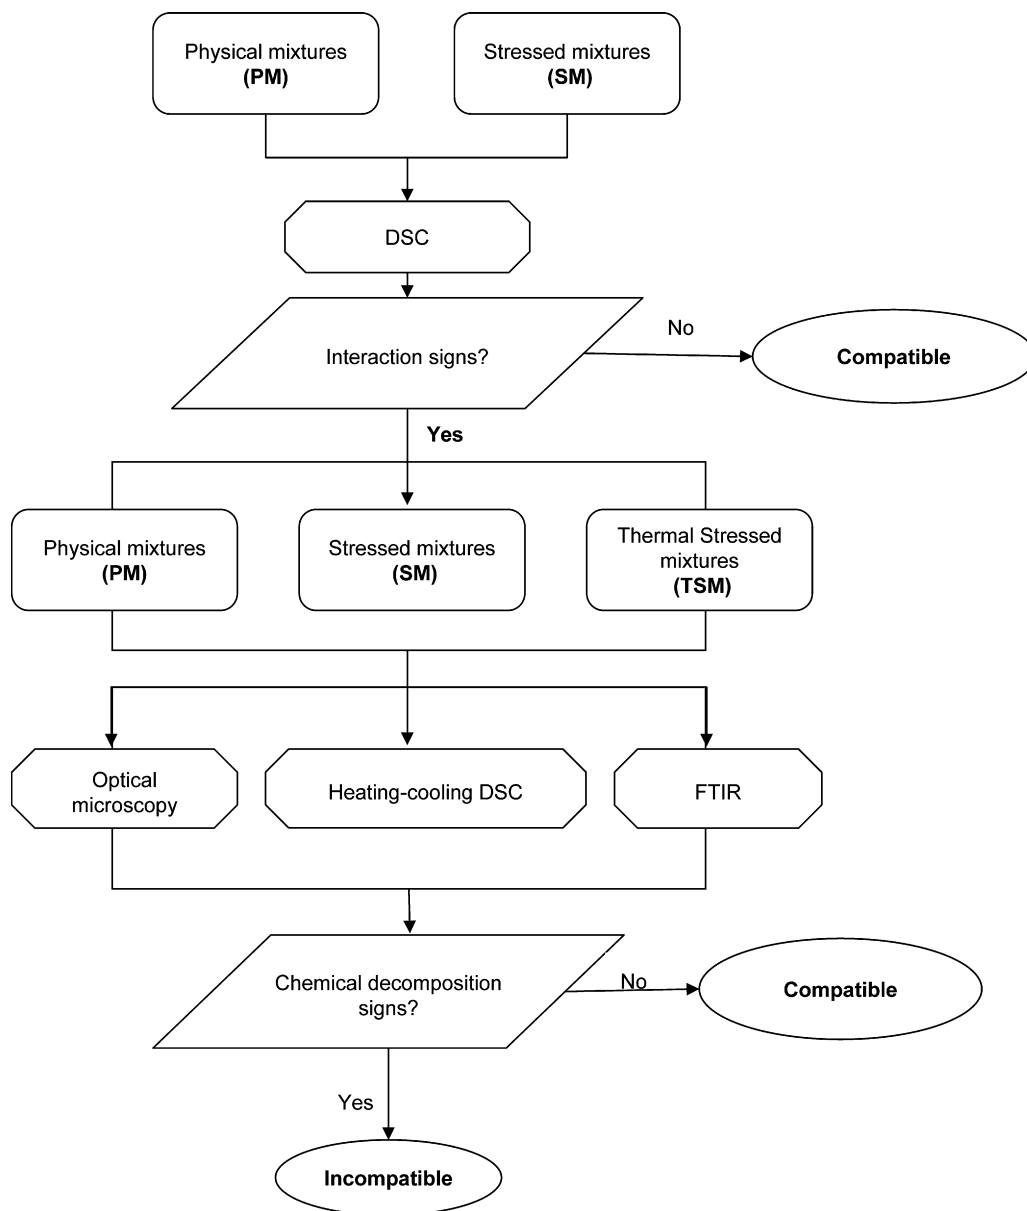 Physical mixtures
(PM)
Stressed mixtures
(SM)
DSC
Interaction signs?
No
Compatible
Yes
Physical mixtures
(PM)
Stressed mixtures
(SM)
Thermal Stressed
mixtures
(TSM)
Optical
microscopy
Heating-cooling DSC
FTIR
Chemical decomposition
signs?
No
Compatible
Yes
Incompatible